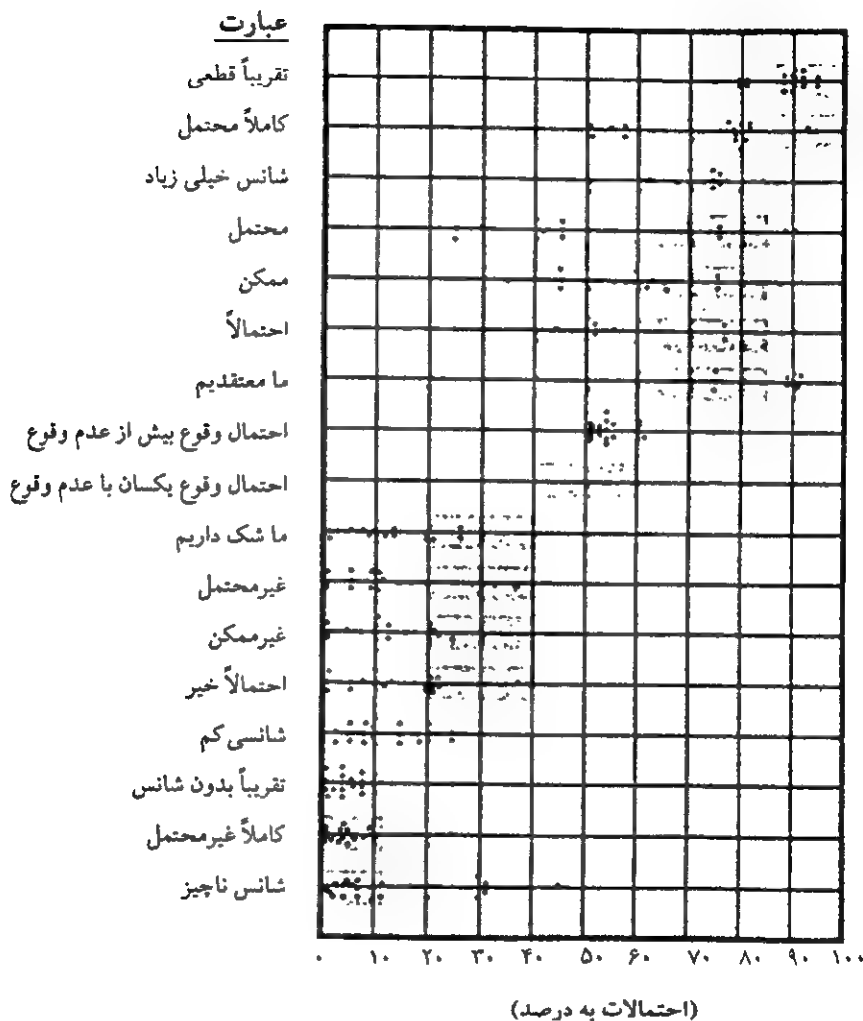 عبارت
تقریباً قطعی
کاملاً محتمل
شانس خیلی زیاد
محتمل
ممکن
احتمالاً
ما معتقدیم
احتمال وقوع بیش از عدم وقوع
احتمال وقوع یکسان با عدم وقوع
ما شک داریم
غیرمحتمل
غیرممکن
احتمالاً خیر
شانسی کم
تقریباً بدون شانس
کاملاً غیرمحتمل
شانس ناچیز
۰ ۱۰ ۲۰ ۳۰ ۴۰ ۵۰ ۶۰ ۷۰ ۸۰ ۹۰ ۱۰۰
(احتمالات به درصد)